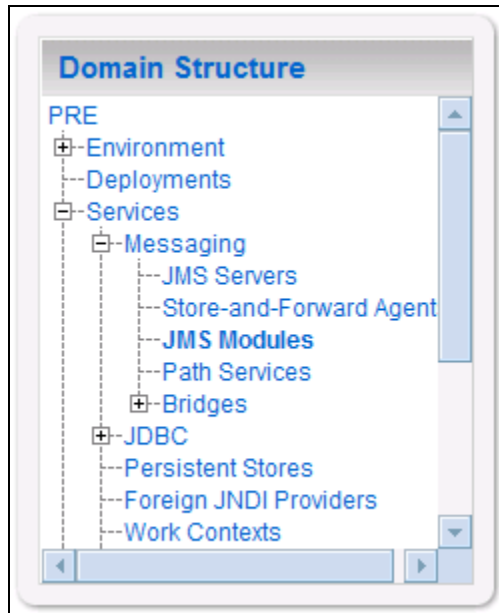 Domain Structure
PRE
Environment
Deployments
Services
Messaging
JMS Servers
Store-and-Forward Agent
JMS Modules
Path Services
Bridges
JDBC
Persistent Stores
Foreign JNDI Providers
Work Contexts